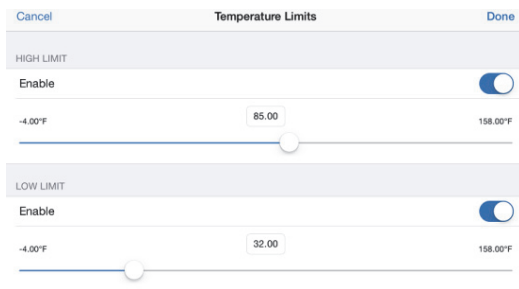 Cancel Temperature Limits Done
HIGH LIMIT
Enable
85.00
-4.00°F 158.00°F
LOW LIMIT
Enable
32.00
-4.00°F 158.00°F